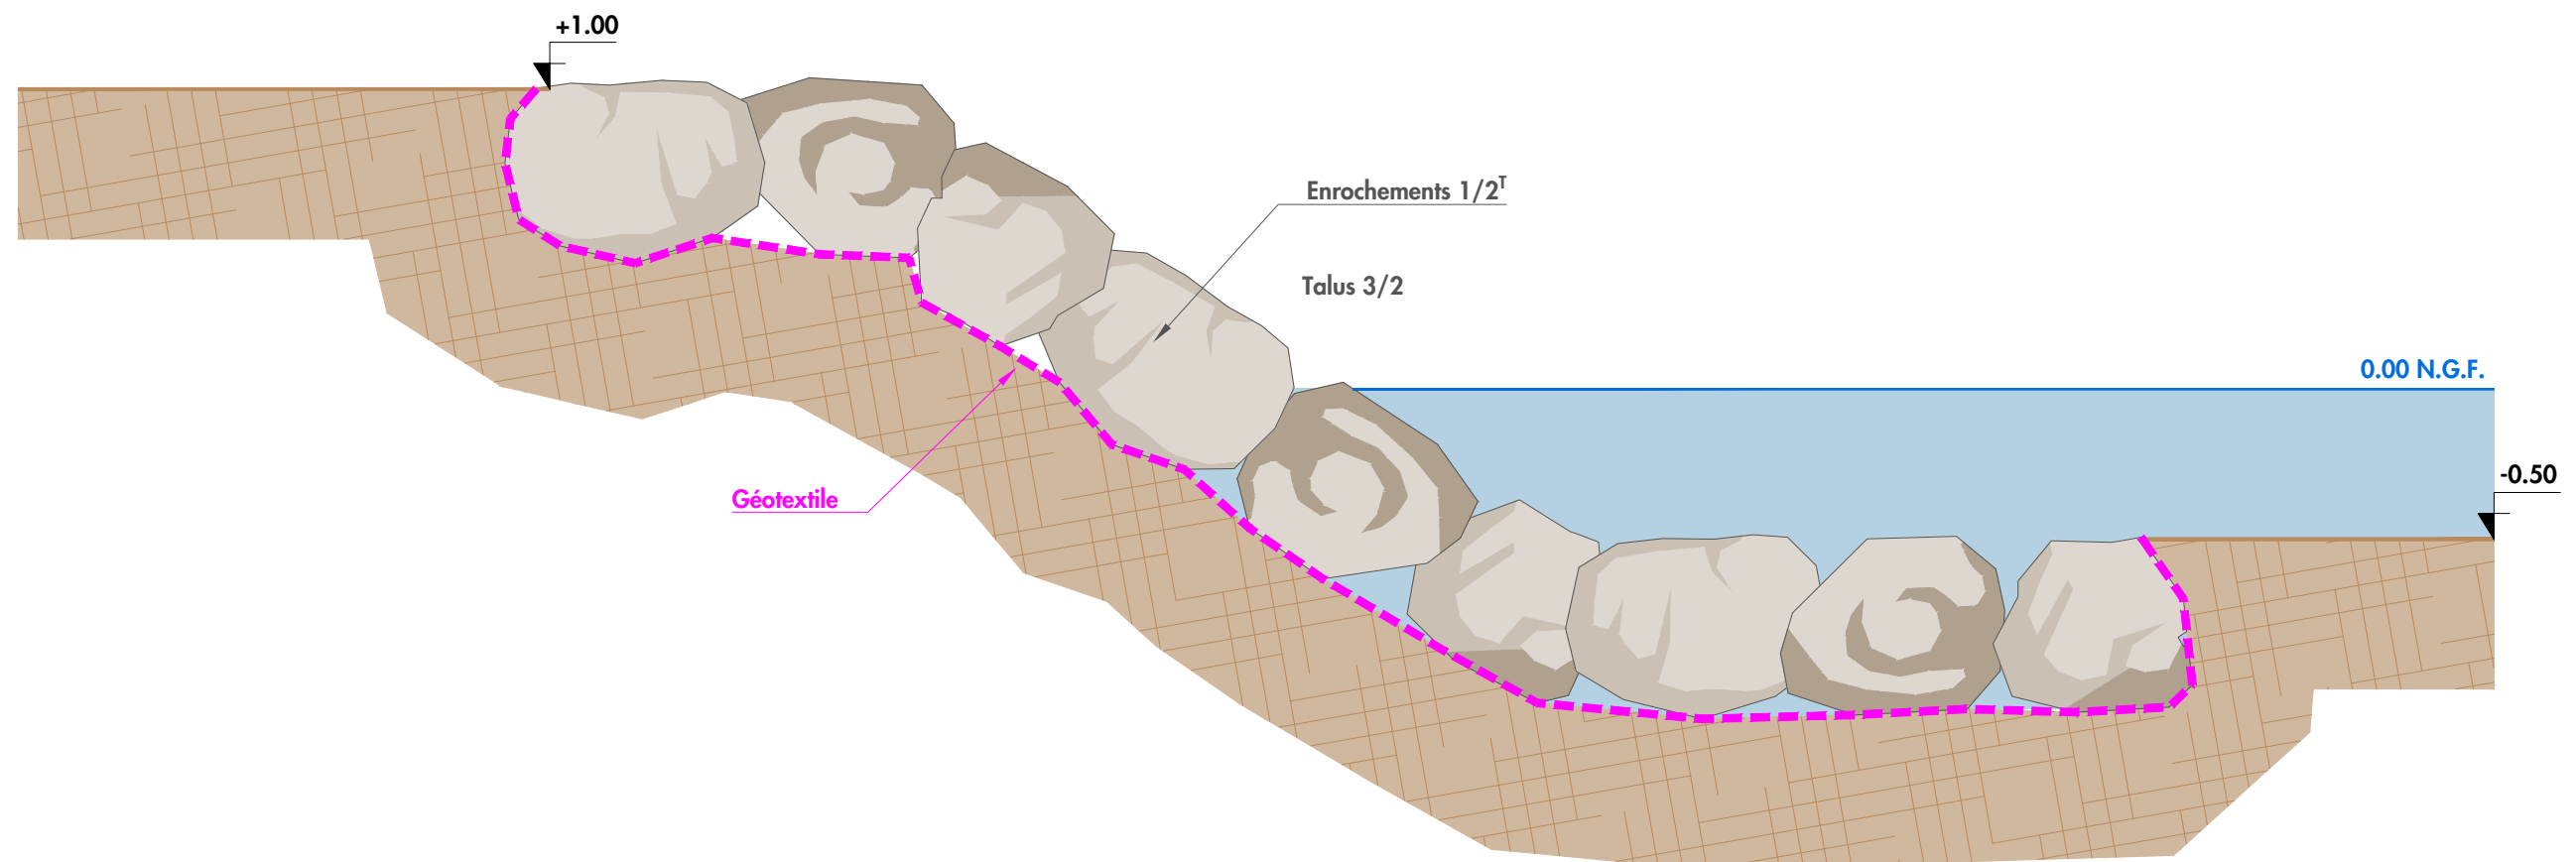 +1.00
Enrochements 1/2ᵀ
Talus 3/2
0.00 N.G.F.
-0.50
Géotextile